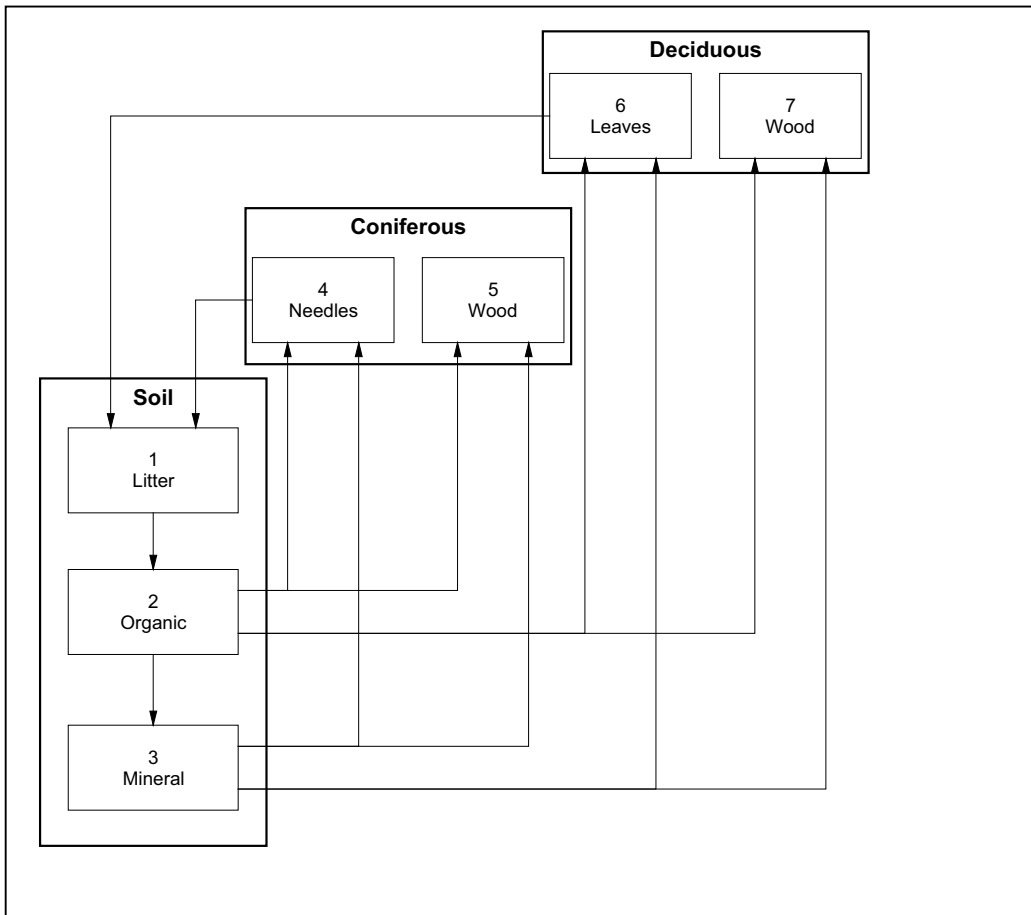 Deciduous
6
Leaves
7
Wood
Coniferous
4
Needles
5
Wood
Soil
1
Litter
2
Organic
3
Mineral